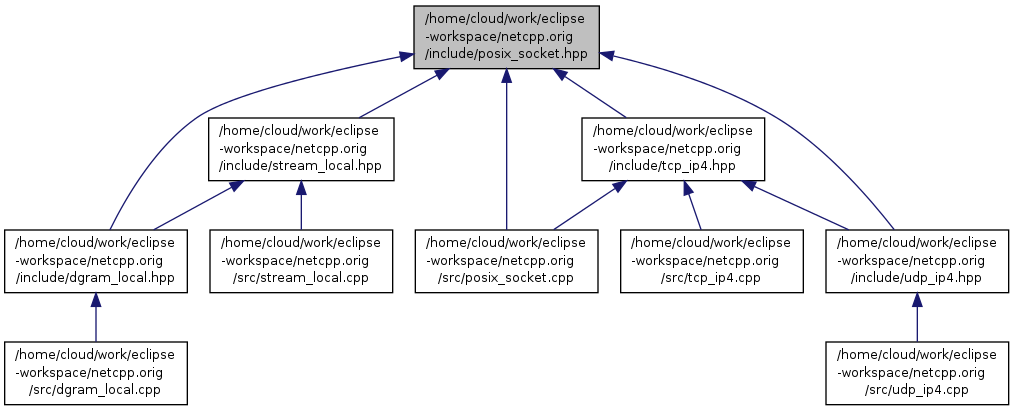 /home/cloud/work/eclipse
-workspace/netcpp.orig
/include/posix_socket.hpp
/home/cloud/work/eclipse
-workspace/netcpp.orig
/include/stream_local.hpp
/home/cloud/work/eclipse
-workspace/netcpp.orig
/include/tcp_ip4.hpp
/home/cloud/work/eclipse
-workspace/netcpp.orig
/include/dgram_local.hpp
/home/cloud/work/eclipse
-workspace/netcpp.orig
/src/stream_local.cpp
/home/cloud/work/eclipse
-workspace/netcpp.orig
/src/posix_socket.cpp
/home/cloud/work/eclipse
-workspace/netcpp.orig
/src/tcp_ip4.cpp
/home/cloud/work/eclipse
-workspace/netcpp.orig
/include/udp_ip4.hpp
/home/cloud/work/eclipse
-workspace/netcpp.orig
/src/dgram_local.cpp
/home/cloud/work/eclipse
-workspace/netcpp.orig
/src/udp_ip4.cpp